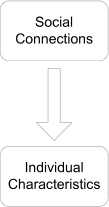 Social
Connections
Individual
Characteristics